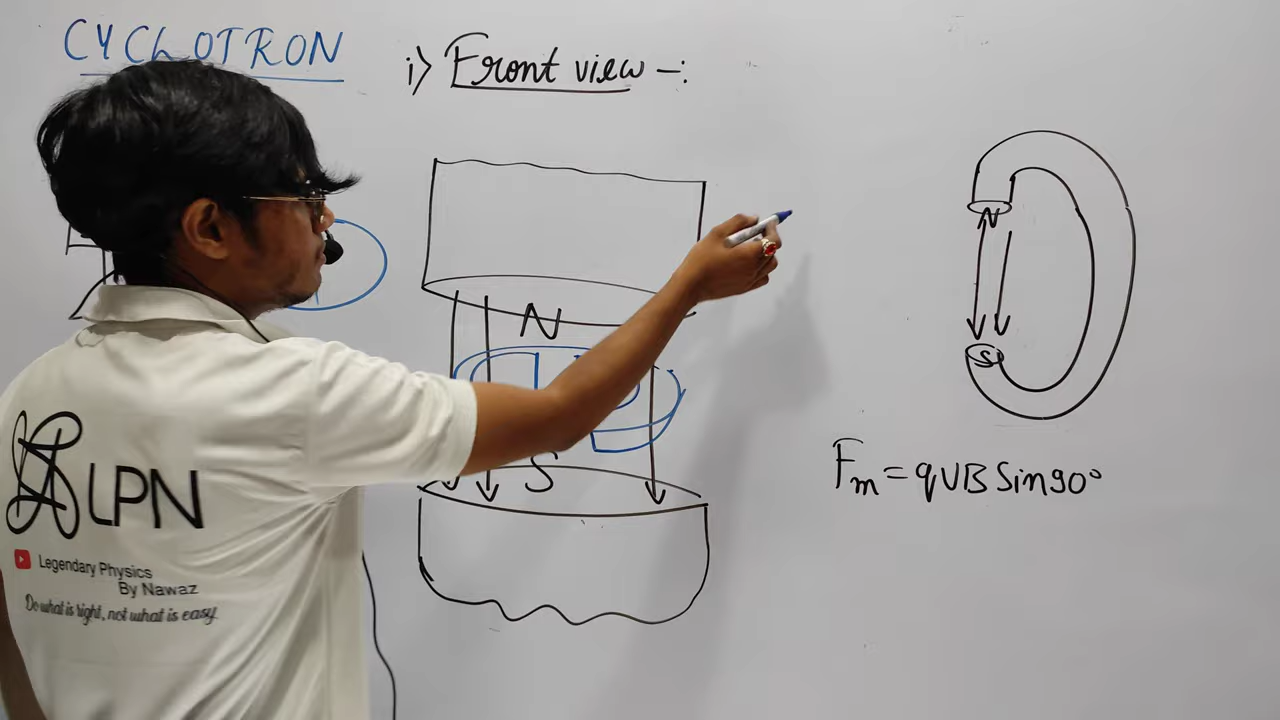 CYCLOTRON
i) Front view -:
N
S
N
S
Fm = qVB Sin90°
LPN
Legendary Physics
By Nawaz
Do what is right, not what is easy.